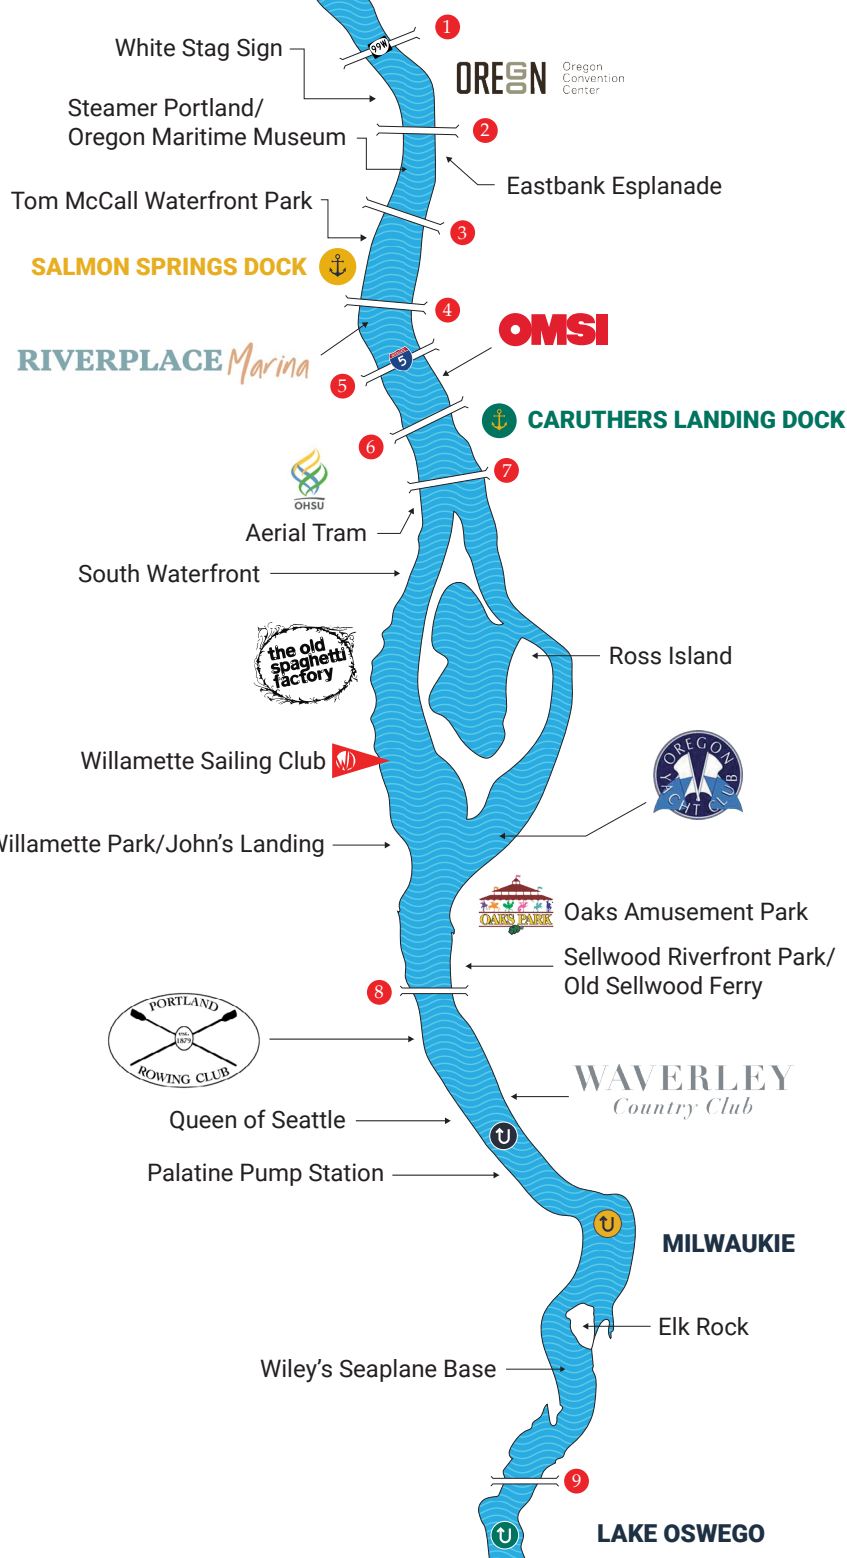 1
99W
White Stag Sign
OREGON
Oregon
Convention
Center
Steamer Portland/
Oregon Maritime Museum
2
Eastbank Esplanade
Tom McCall Waterfront Park
3
SALMON SPRINGS DOCK
4
OMSI
RIVERPLACE Marina
5
5
CARUTHERS LANDING DOCK
6
7
OHSU
Aerial Tram
South Waterfront
the old
spaghetti
factory
Ross Island
Willamette Sailing Club
OREGON
YACHT CLUB
Willamette Park/John's Landing
OAKS PARK
Oaks Amusement Park
Sellwood Riverfront Park/
Old Sellwood Ferry
8
PORTLAND
est.
1879
ROWING CLUB
WAVERLEY
Country Club
Queen of Seattle
Palatine Pump Station
MILWAUKIE
Elk Rock
Wiley's Seaplane Base
9
LAKE OSWEGO